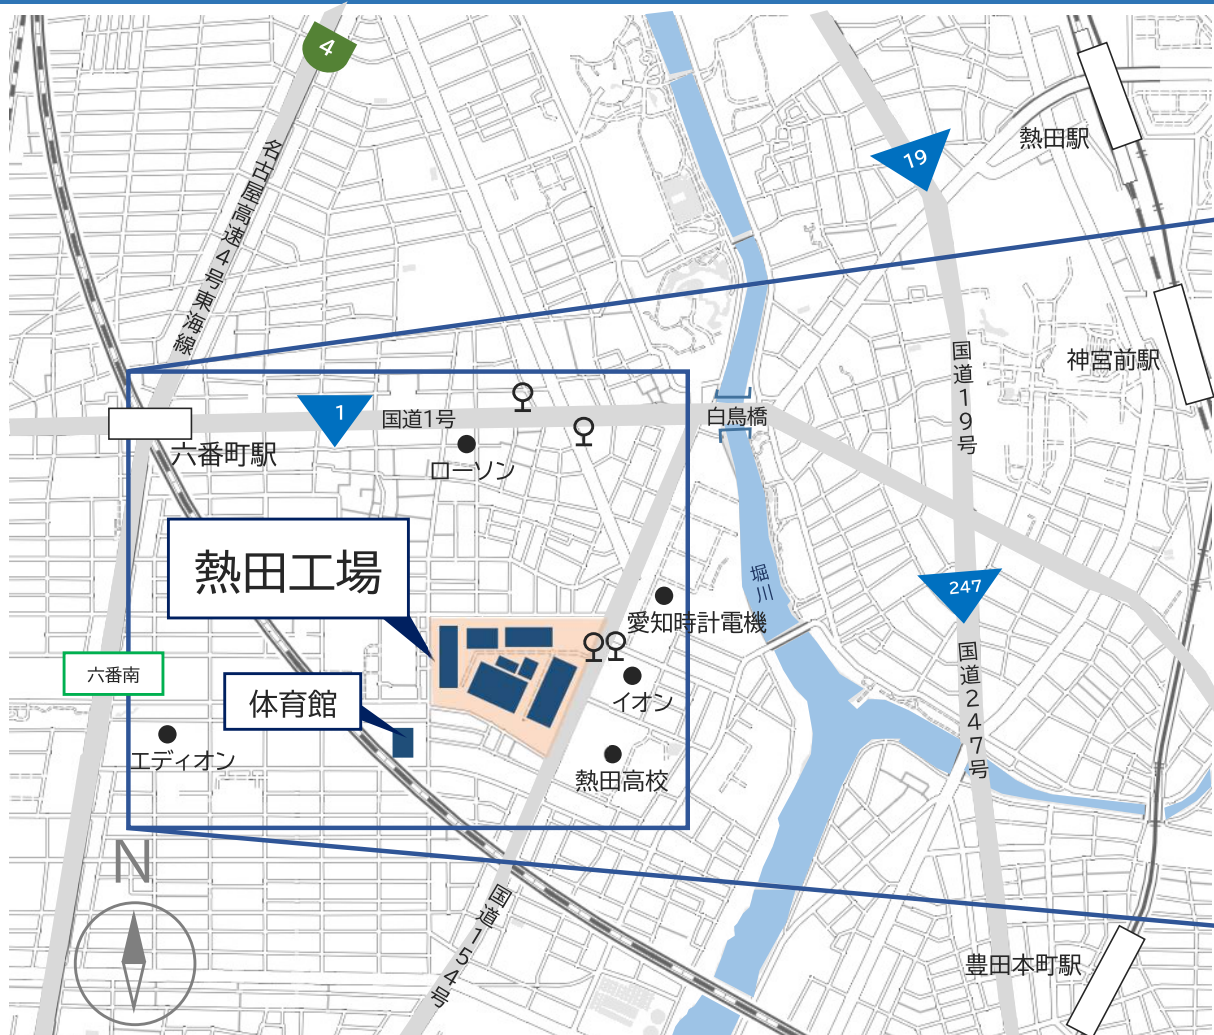 4
名古屋高速4号東海線
19
熱田駅
国道19号
神宮前駅
1
国道1号
白鳥橋
六番町駅
ローソン
熱田工場
堀川
247
愛知時計電機
六番南
体育館
イオン
国道247号
エディオン
熱田高校
N
国道154号
豊田本町駅